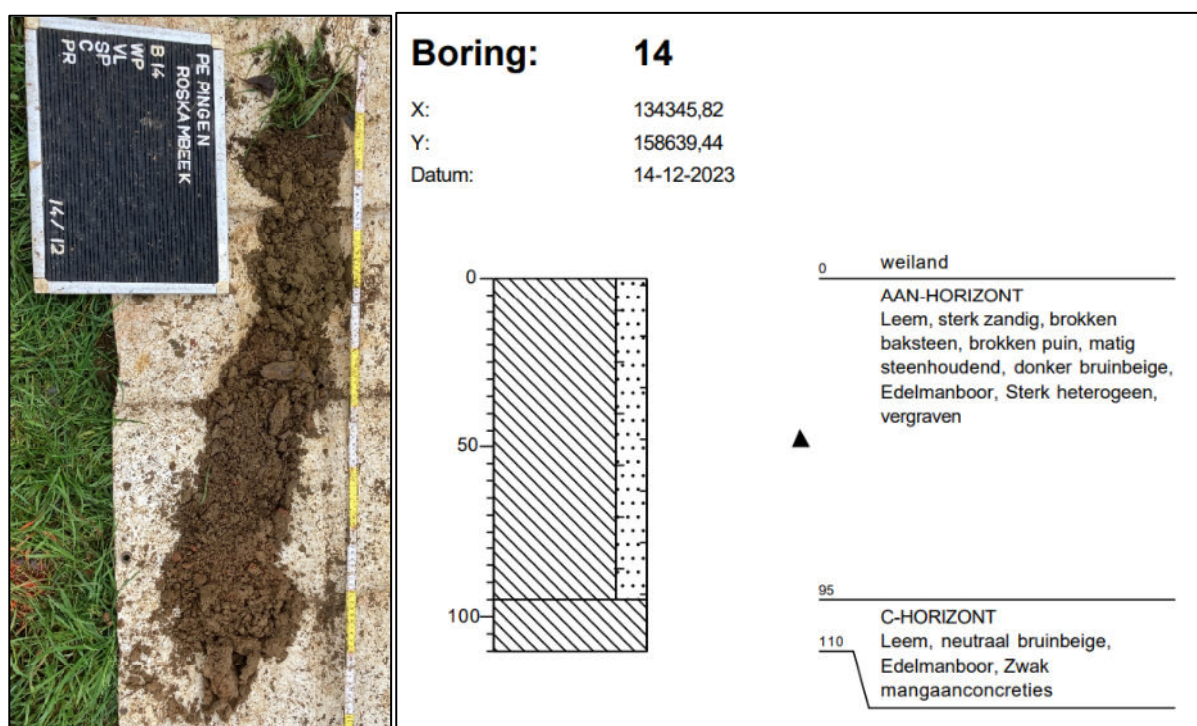 PEPINGEN
ROSKAMBEEK
B 14
WP
VL
SP
C
PR
14/12
Boring: 14
X: 134345,82
Y: 158639,44
Datum: 14-12-2023
0
50
100
0 weiland
AAN-HORIZONT
Leem, sterk zandig, brokken
baksteen, brokken puin, matig
steenhoudend, donker bruinbeige,
Edelmanboor, Sterk heterogeen,
vergraven
95
C-HORIZONT
110
Leem, neutraal bruinbeige,
Edelmanboor, Zwak
mangaanconcreties